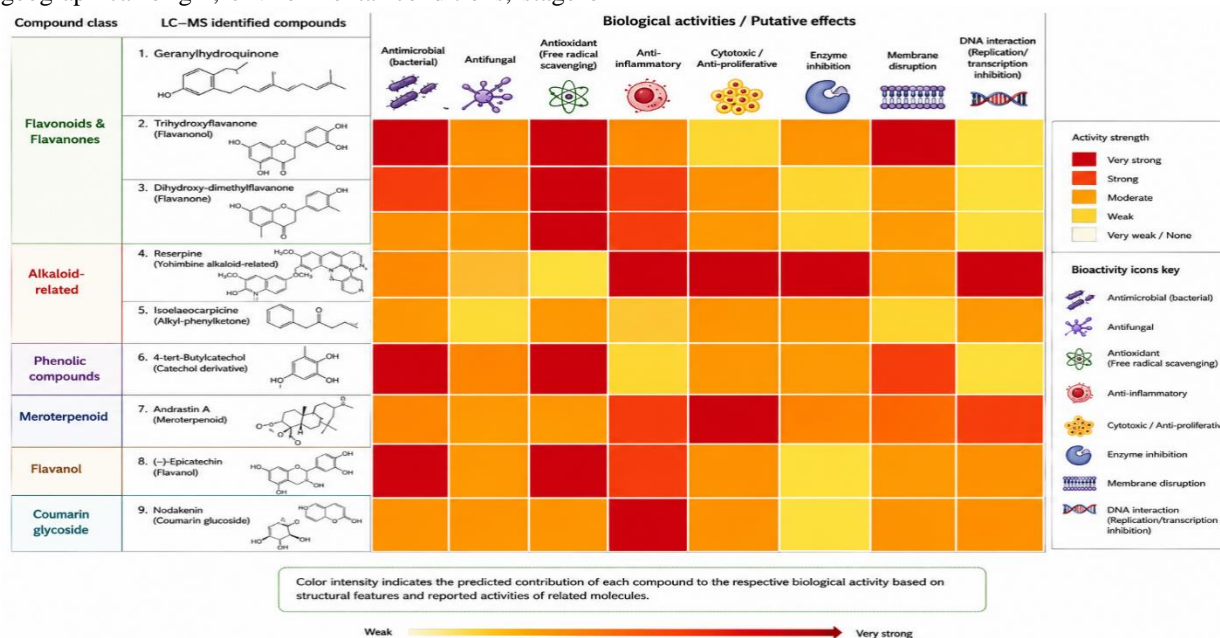 Compound class
LC–MS identified compounds
Biological activities / Putative effects
Antimicrobial
(bacterial)
Antifungal
Antioxidant
(Free radical
scavenging)
Anti-
inflammatory
Cytotoxic /
Anti-proliferative
Enzyme
inhibition
Membrane
disruption
DNA interaction
(Replication/
transcription
inhibition)
Flavonoids &
Flavanones
1. Geranylhydroquinone
HO
2. Trihydroxyflavanone
(Flavanonol)
3. Dihydroxy-dimethylflavanone
(Flavanone)
Alkaloid-
related
4. Reserpine
(Yohimbine alkaloid-related)
5. Isoelaeocarpicine
(Alkyl-phenylketone)
Phenolic
compounds
6. 4-tert-Butylcatechol
(Catechol derivative)
Meroterpenoid
7. Andrastin A
(Meroterpenoid)
Flavanol
8. (–)-Epicatechin
(Flavanol)
Coumarin
glycoside
9. Nodakenin
(Coumarin glucoside)
Activity strength
Very strong
Strong
Moderate
Weak
Very weak / None
Bioactivity icons key
Antimicrobial (bacterial)
Antifungal
Antioxidant
(Free radical scavenging)
Anti-inflammatory
Cytotoxic / Anti-proliferative
Enzyme inhibition
Membrane disruption
DNA interaction
(Replication/transcription
inhibition)
Color intensity indicates the predicted contribution of each compound to the respective biological activity based on
structural features and reported activities of related molecules.
Weak
Very strong